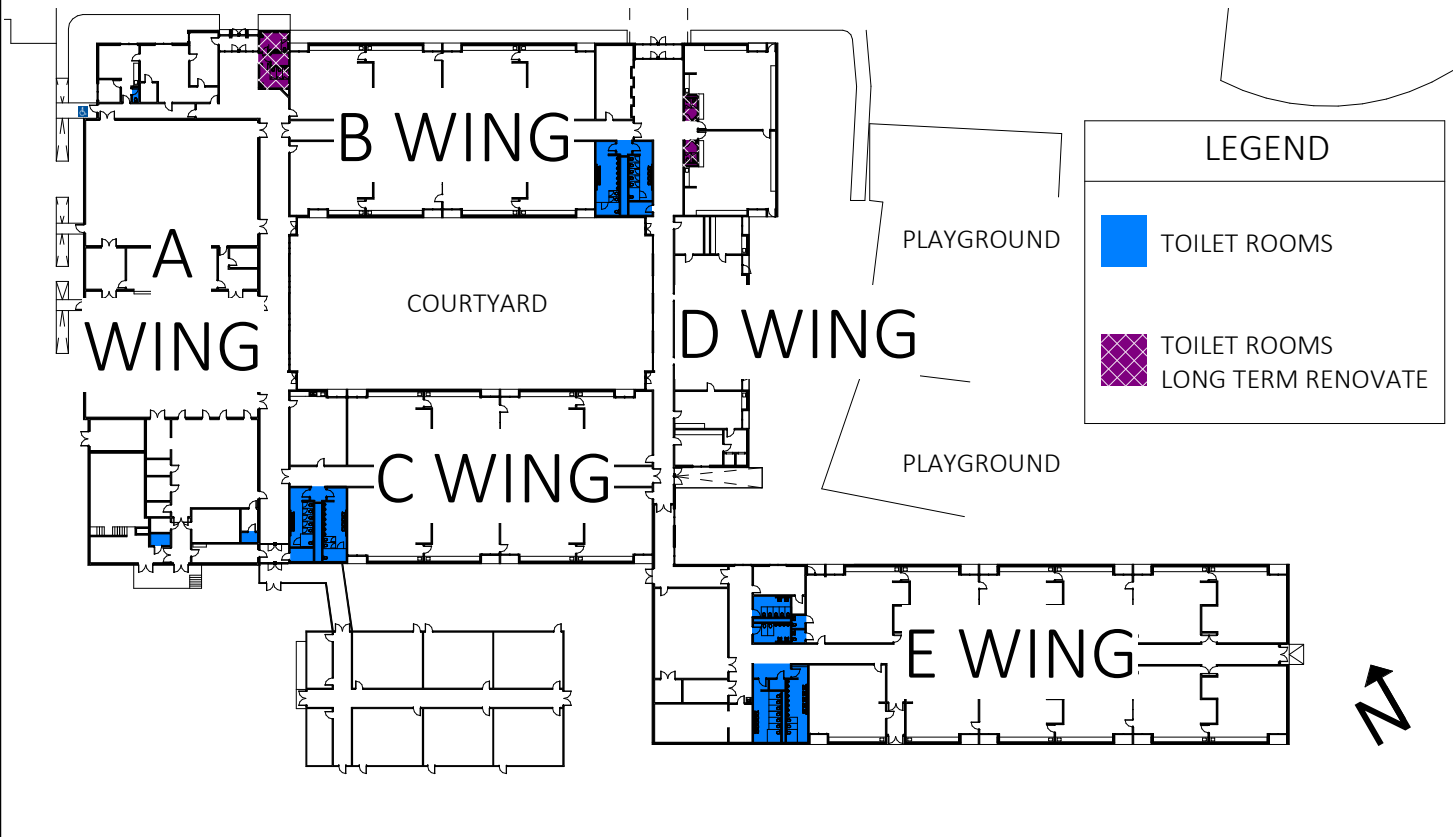 B WING
A
WING
COURTYARD
D WING
C WING
E WING
PLAYGROUND
PLAYGROUND
LEGEND
TOILET ROOMS
TOILET ROOMS
LONG TERM RENOVATE
N